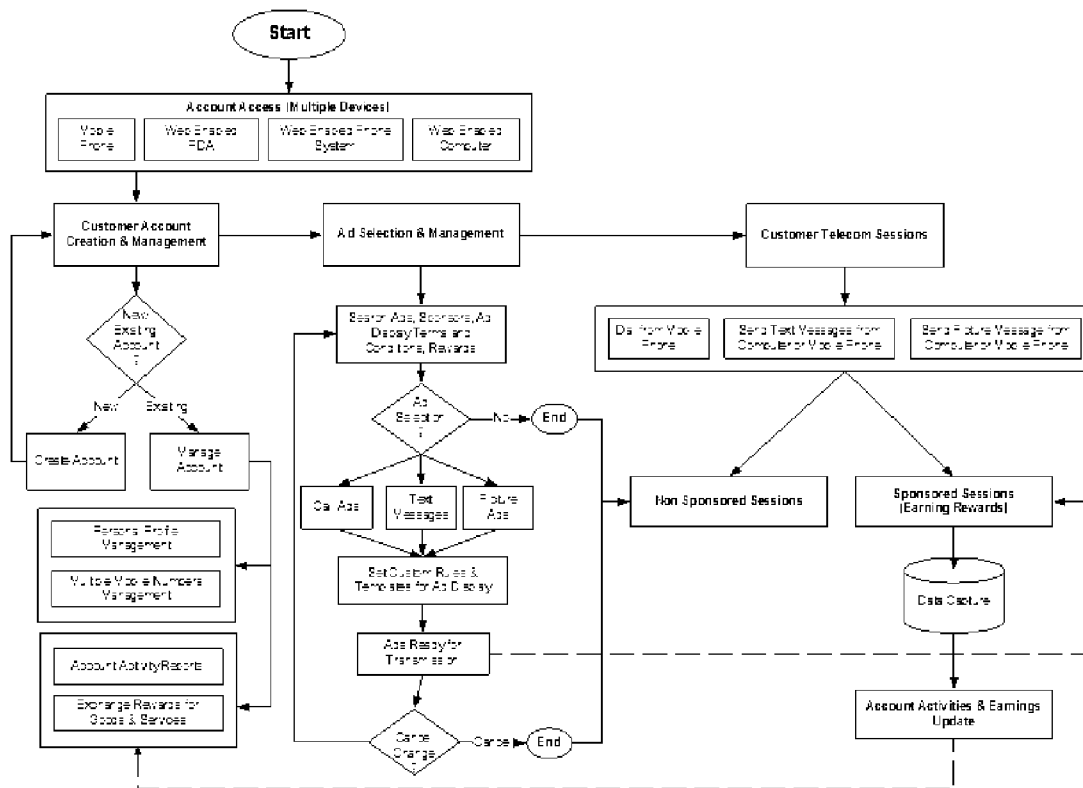 Start
Account Access (Multiple Devices)
Mobile
Phone
Web Enabled
PDA
Web Enabled Phone
System
Web Enabled
Computer
Customer Account
Creation & Management
Ad Selection & Management
Customer Telecom Sessions
New/
Existing
Account
?
New
Existing
Create Account
Manage
Account
Personal Profile
Management
Multiple Mobile Numbers
Management
Account Activity Reports
Exchange Rewards for
Goods & Services
Search Ads, Sponsors, Ad
Display Terms and
Conditions, Rewards
Ad
Selection
?
No
End
Call Ads
Text
Messages
Picture
Ads
Set Custom Rules &
Templates for Ad Display
Ads Ready for
Transmission
Cancel
Change
?
Cancel
End
Dial from Mobile
Phone
Send Text Messages from
Computer or Mobile Phone
Send Picture Message from
Computer or Mobile Phone
Non Sponsored Sessions
Sponsored Sessions
(Earning Rewards)
Data Capture
Account Activities & Earnings
Update